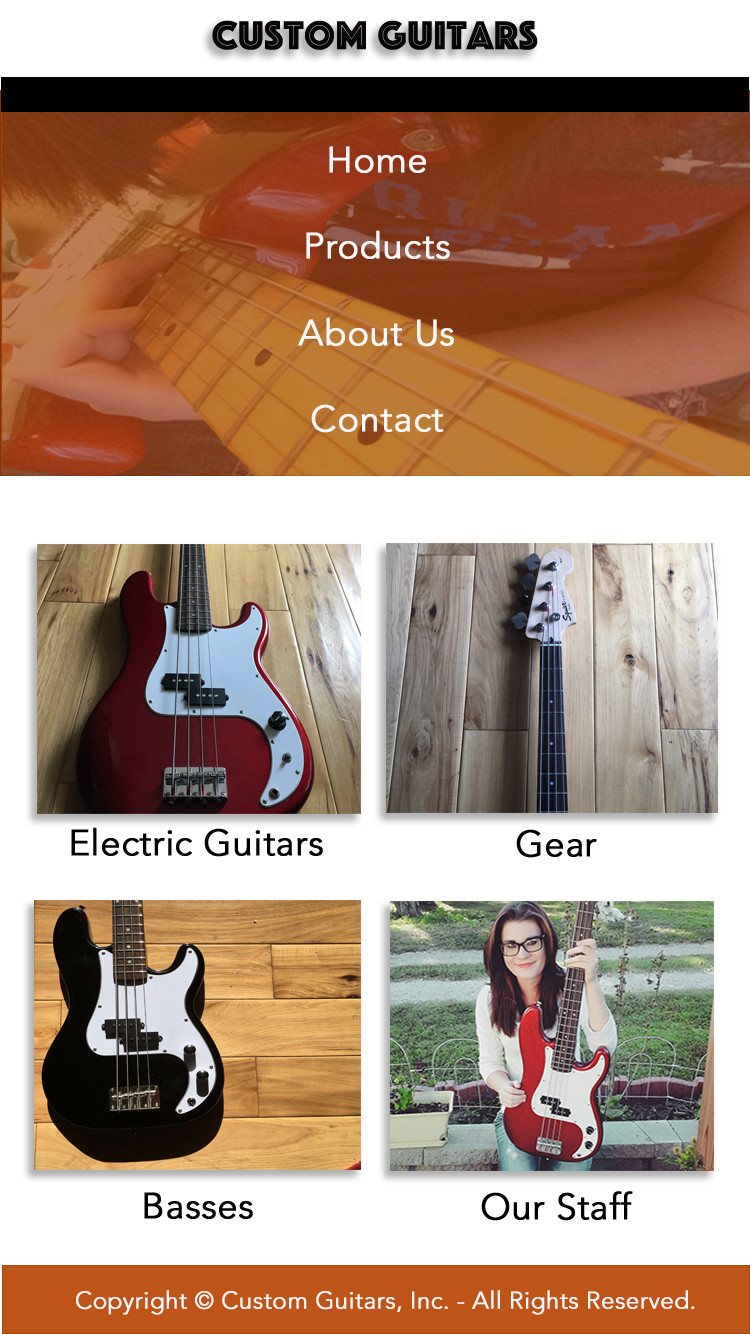 CUSTOM GUITARS
Home
Products
About Us
Contact
Squier
Electric Guitars
Gear
Basses
Our Staff
Copyright © Custom Guitars, Inc. - All Rights Reserved.